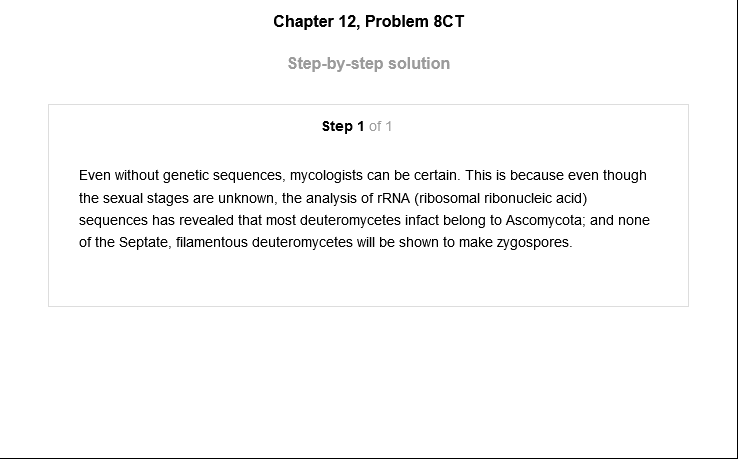 Chapter 12, Problem 8CT
Step-by-step solution
Step 1 of 1
Even without genetic sequences, mycologists can be certain. This is because even though
the sexual stages are unknown, the analysis of rRNA (ribosomal ribonucleic acid)
sequences has revealed that most deuteromycetes infact belong to Ascomycota; and none
of the Septate, filamentous deuteromycetes will be shown to make zygospores.